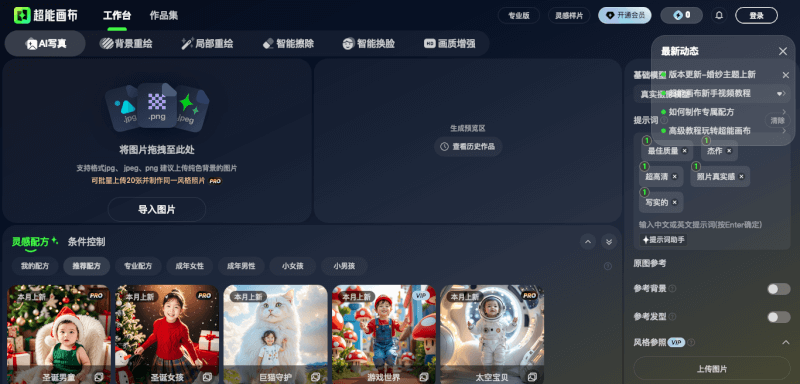 超能画布
工作台
作品集
专业版
灵感样片
开通会员
0
登录
AI写真
背景重绘
局部重绘
智能擦除
智能换脸
HD 画质增强
最新动态
版本更新-婚纱主题上新
超能画布新手视频教程
如何制作专属配方
高级教程玩转超能画布
.jpg
.png
.jpeg
将图片拖拽至此处
支持格式jpg、jpeg、png 建议上传纯色背景的图片
可批量上传20张并制作同一风格照片 PRO
导入图片
生成预览区
查看历史作品
基础模型
提示词
清除
1
最佳质量 ×
1
杰作 ×
1
超高清 ×
1
照片真实感 ×
1
写实的 ×
输入中文或英文提示词(按Enter确定)
提示词助手
原图参考
参考背景
参考发型
风格参照 VIP
上传图片
灵感配方
条件控制
我的配方
推荐配方
专业配方
成年女性
成年男性
小女孩
小男孩
本月上新
PRO
圣诞男童
本月上新
PRO
圣诞女孩
本月上新
巨猫守护
本月上新
VIP
游戏世界
本月上新
PRO
太空宝贝